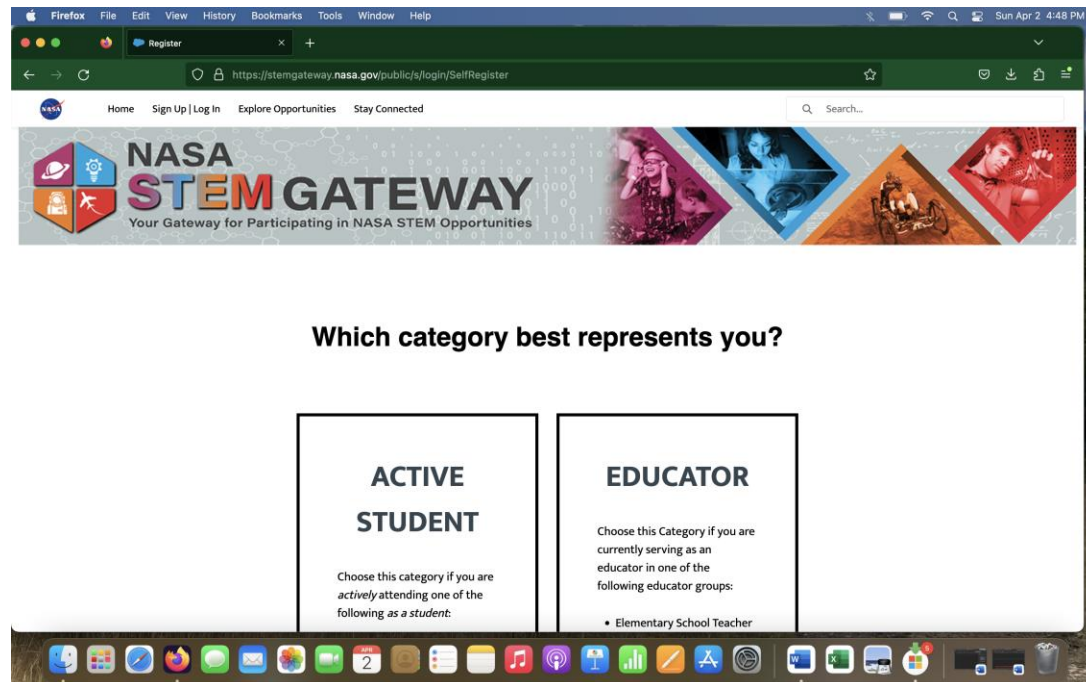 Firefox File Edit View History Bookmarks Tools Window Help Sun Apr 2 4:48 PM
Register
https://stemgateway.nasa.gov/public/s/login/SelfRegister
NASA Home Sign Up | Log In Explore Opportunities Stay Connected Search...
NASA
STEM GATEWAY
Your Gateway for Participating in NASA STEM Opportunities
Which category best represents you?
ACTIVE
STUDENT
Choose this category if you are
actively attending one of the
following as a student:
EDUCATOR
Choose this Category if you are
currently serving as an
educator in one of the
following educator groups:
• Elementary School Teacher
APR
2